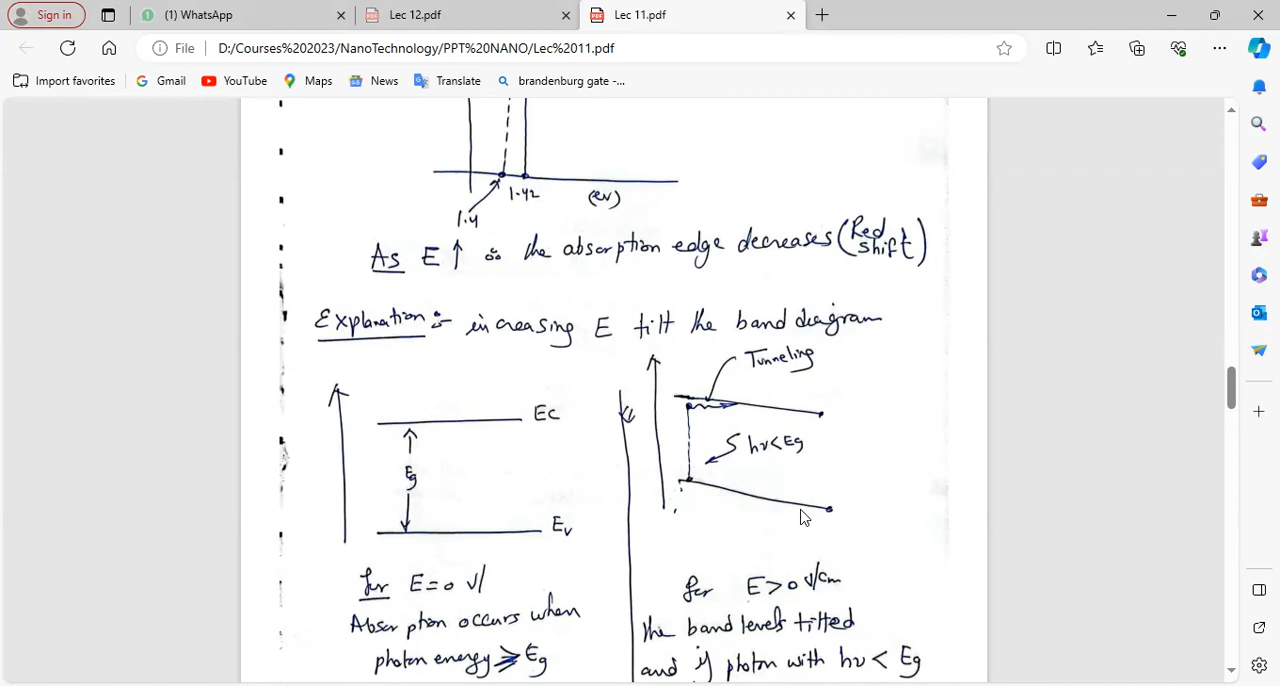 Sign in
(1) WhatsApp
Lec 12.pdf
Lec 11.pdf
File
D:/Courses%202023/NanoTechnology/PPT%20NANO/Lec%2011.pdf
Import favorites
Gmail
YouTube
Maps
News
Translate
brandenburg gate -...
1.4
1.42
(ev)
As E ↑ ∴ the absorption edge decreases (Red shift)
Explanation :- increasing E tilt the band diagram
Tunneling
Ec
hν<Eg
Eg
Ev
for E=0 V/
for E>0 V/cm
Absorption occurs when
the band levels tilted
photon energy ≥ Eg
and if photon with hν < Eg